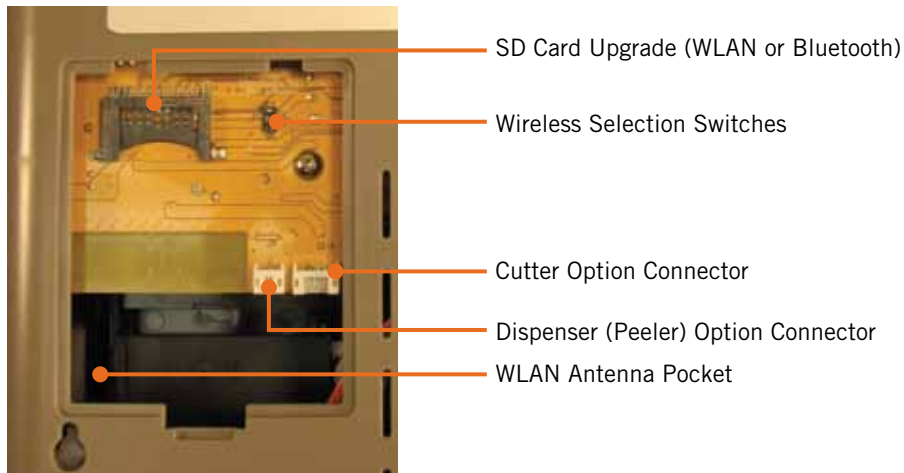 SD Card Upgrade (WLAN or Bluetooth)
Wireless Selection Switches
Cutter Option Connector
Dispenser (Peeler) Option Connector
WLAN Antenna Pocket